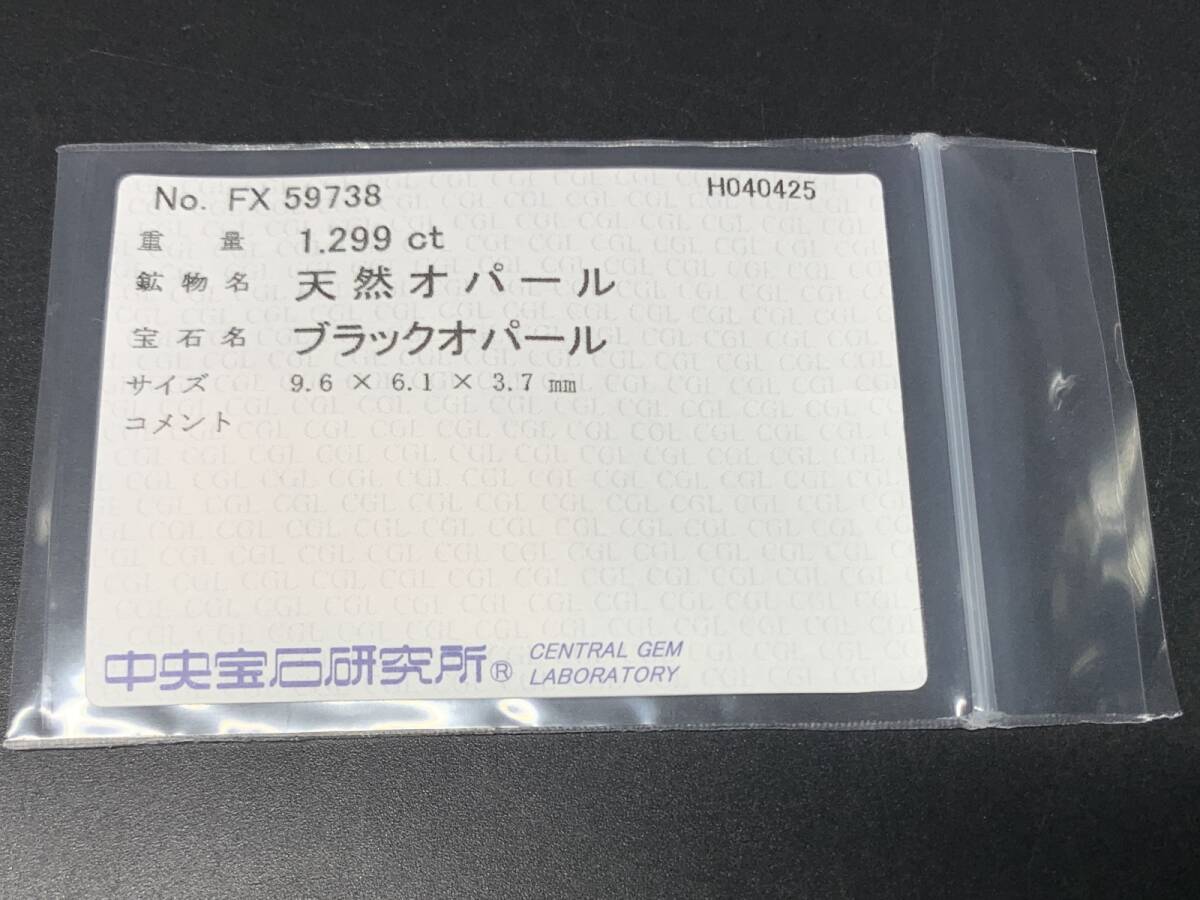 No. FX 59738 H040425
重量 1.299 ct
鉱物名 天然オパール
宝石名 ブラックオパール
サイズ 9.6 × 6.1 × 3.7 mm
コメント
中央宝石研究所® CENTRAL GEM
LABORATORY